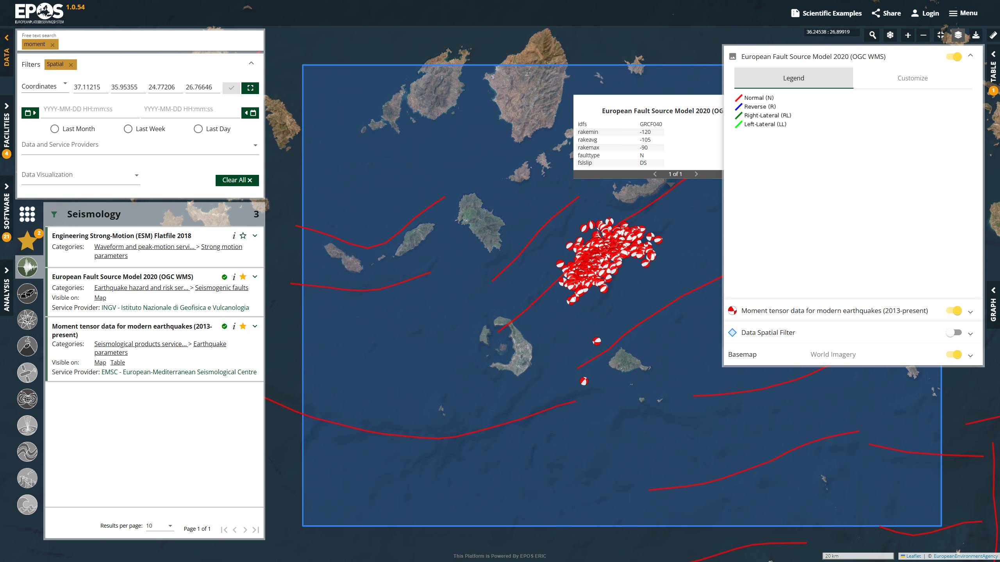 EPOS 1.0.54
EUROPEANPLATEOBSERVINGSYSTEM
Scientific Examples
Share
Login
Menu
36.24538 : 26.89919
DATA
FACILITIES
4
SOFTWARE
21
ANALYSIS
TABLE
1
GRAPH
Free text search
moment
Filters Spatial
Coordinates 37.11215 35.95355 24.77206 26.76646
YYYY-MM-DD HH:mm:ss YYYY-MM-DD HH:mm:ss
Last Month Last Week Last Day
Data and Service Providers
Data Visualization
Clear All
2
Seismology 3
Engineering Strong-Motion (ESM) Flatfile 2018
Categories: Waveform and peak-motion servi... > Strong motion
parameters
European Fault Source Model 2020 (OGC WMS)
Categories: Earthquake hazard and risk ser... > Seismogenic faults
Visible on: Map
Service Provider: INGV - Istituto Nazionale di Geofisica e Vulcanologia
Moment tensor data for modern earthquakes (2013-
present)
Categories: Seismological products service... > Earthquake
parameters
Visible on: Map Table
Service Provider: EMSC - European-Mediterranean Seismological Centre
Results per page: 10
Page 1 of 1
European Fault Source Model 2020 (OG
idfs GRCF040
rakemin -120
rakeavg -105
rakemax -90
faulttype N
fslslip DS
1 of 1
European Fault Source Model 2020 (OGC WMS)
Legend Customize
Normal (N)
Reverse (R)
Right-Lateral (RL)
Left-Lateral (LL)
Moment tensor data for modern earthquakes (2013-present)
Data Spatial Filter
Basemap World Imagery
This Platform is Powered By EPOS ERIC
20 km
Leaflet | © EuropeanEnvironmentAgency